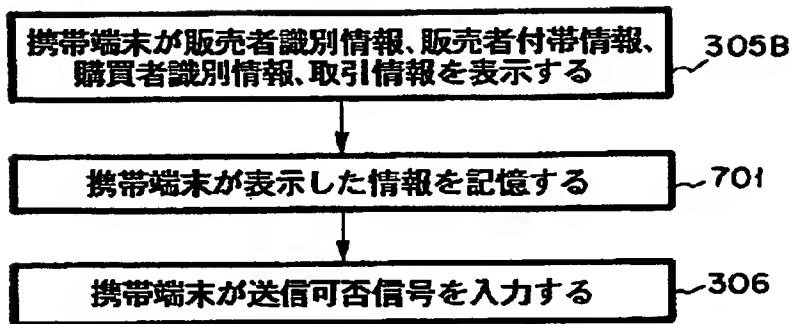 携帯端末が販売者識別情報、販売者付帯情報、
購買者識別情報、取引情報を表示する
305B
携帯端末が表示した情報を記憶する
701
携帯端末が送信可否信号を入力する
306